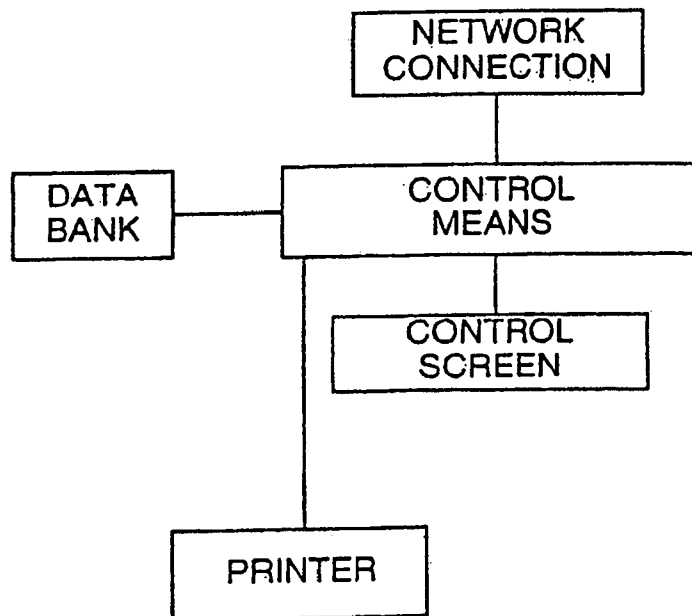 NETWORK
CONNECTION
DATA
BANK
CONTROL
MEANS
CONTROL
SCREEN
PRINTER